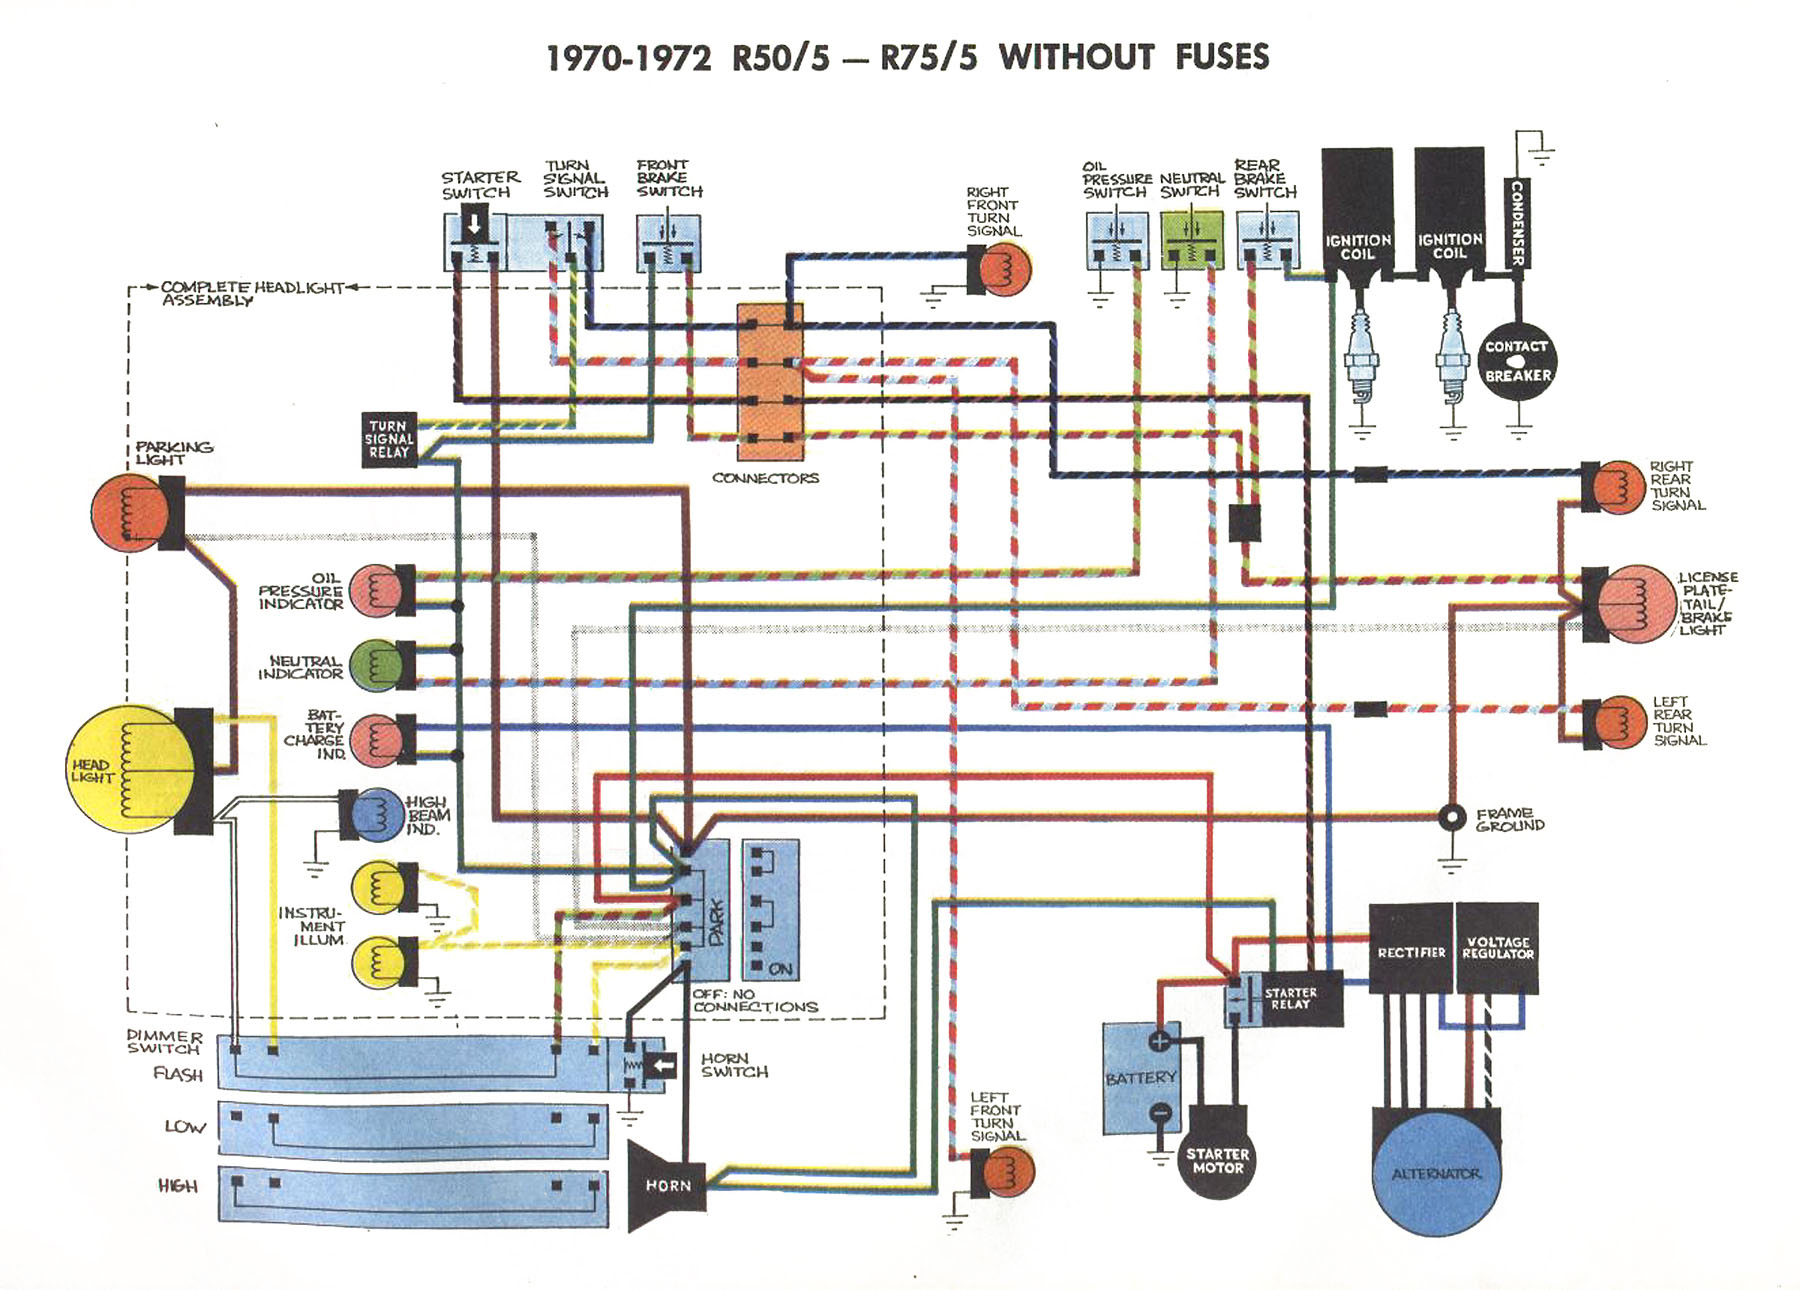 1970-1972 R50/5 — R75/5 WITHOUT FUSES
STARTER
SWITCH
TURN
SIGNAL
SWITCH
FRONT
BRAKE
SWITCH
RIGHT
FRONT
TURN
SIGNAL
OIL
PRESSURE
SWITCH
NEUTRAL
SWITCH
REAR
BRAKE
SWITCH
IGNITION
COIL
IGNITION
COIL
CONDENSER
CONTACT
BREAKER
COMPLETE HEADLIGHT
ASSEMBLY
TURN
SIGNAL
RELAY
CONNECTORS
PARKING
LIGHT
RIGHT
REAR
TURN
SIGNAL
OIL
PRESSURE
INDICATOR
LICENSE
PLATE-
TAIL/
BRAKE
LIGHT
NEUTRAL
INDICATOR
BAT-
TERY
CHARGE
IND.
LEFT
REAR
TURN
SIGNAL
HEAD
LIGHT
HIGH
BEAM
IND.
FRAME
GROUND
INSTRU-
MENT
ILLUM.
PARK
ON
OFF: NO
CONNECTIONS
RECTIFIER
VOLTAGE
REGULATOR
STARTER
RELAY
DIMMER
SWITCH
FLASH
HORN
SWITCH
BATTERY
+
−
LOW
LEFT
FRONT
TURN
SIGNAL
STARTER
MOTOR
ALTERNATOR
HIGH
HORN